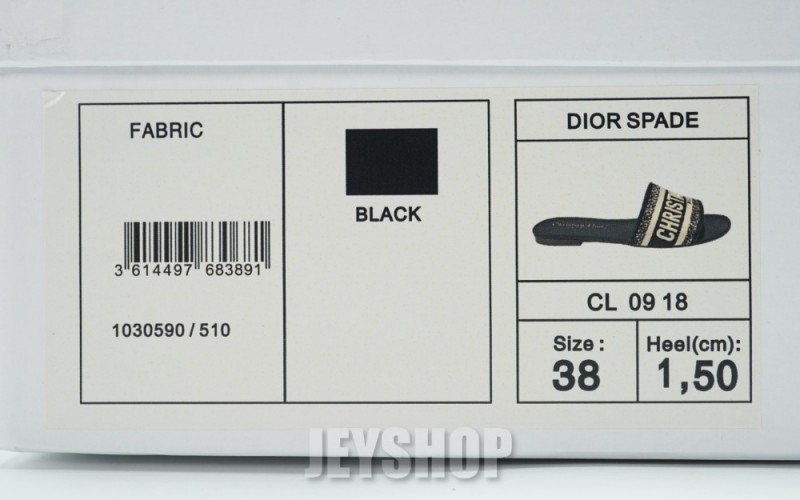 FABRIC
3 614497 683891
1030590 / 510
BLACK
DIOR SPADE
CHRISTI
CL 09 18
Size :
38
Heel(cm):
1,50
JEYSHOP